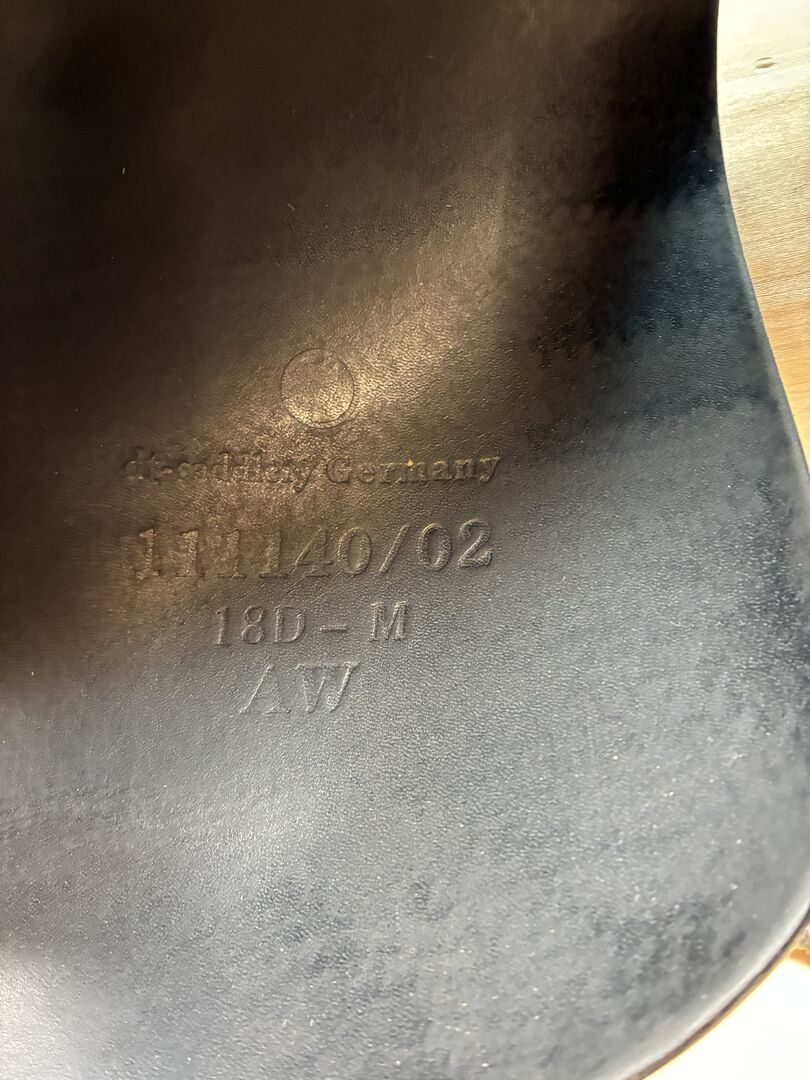 dt-saddlery Germany
111140/02
18D - M
AW